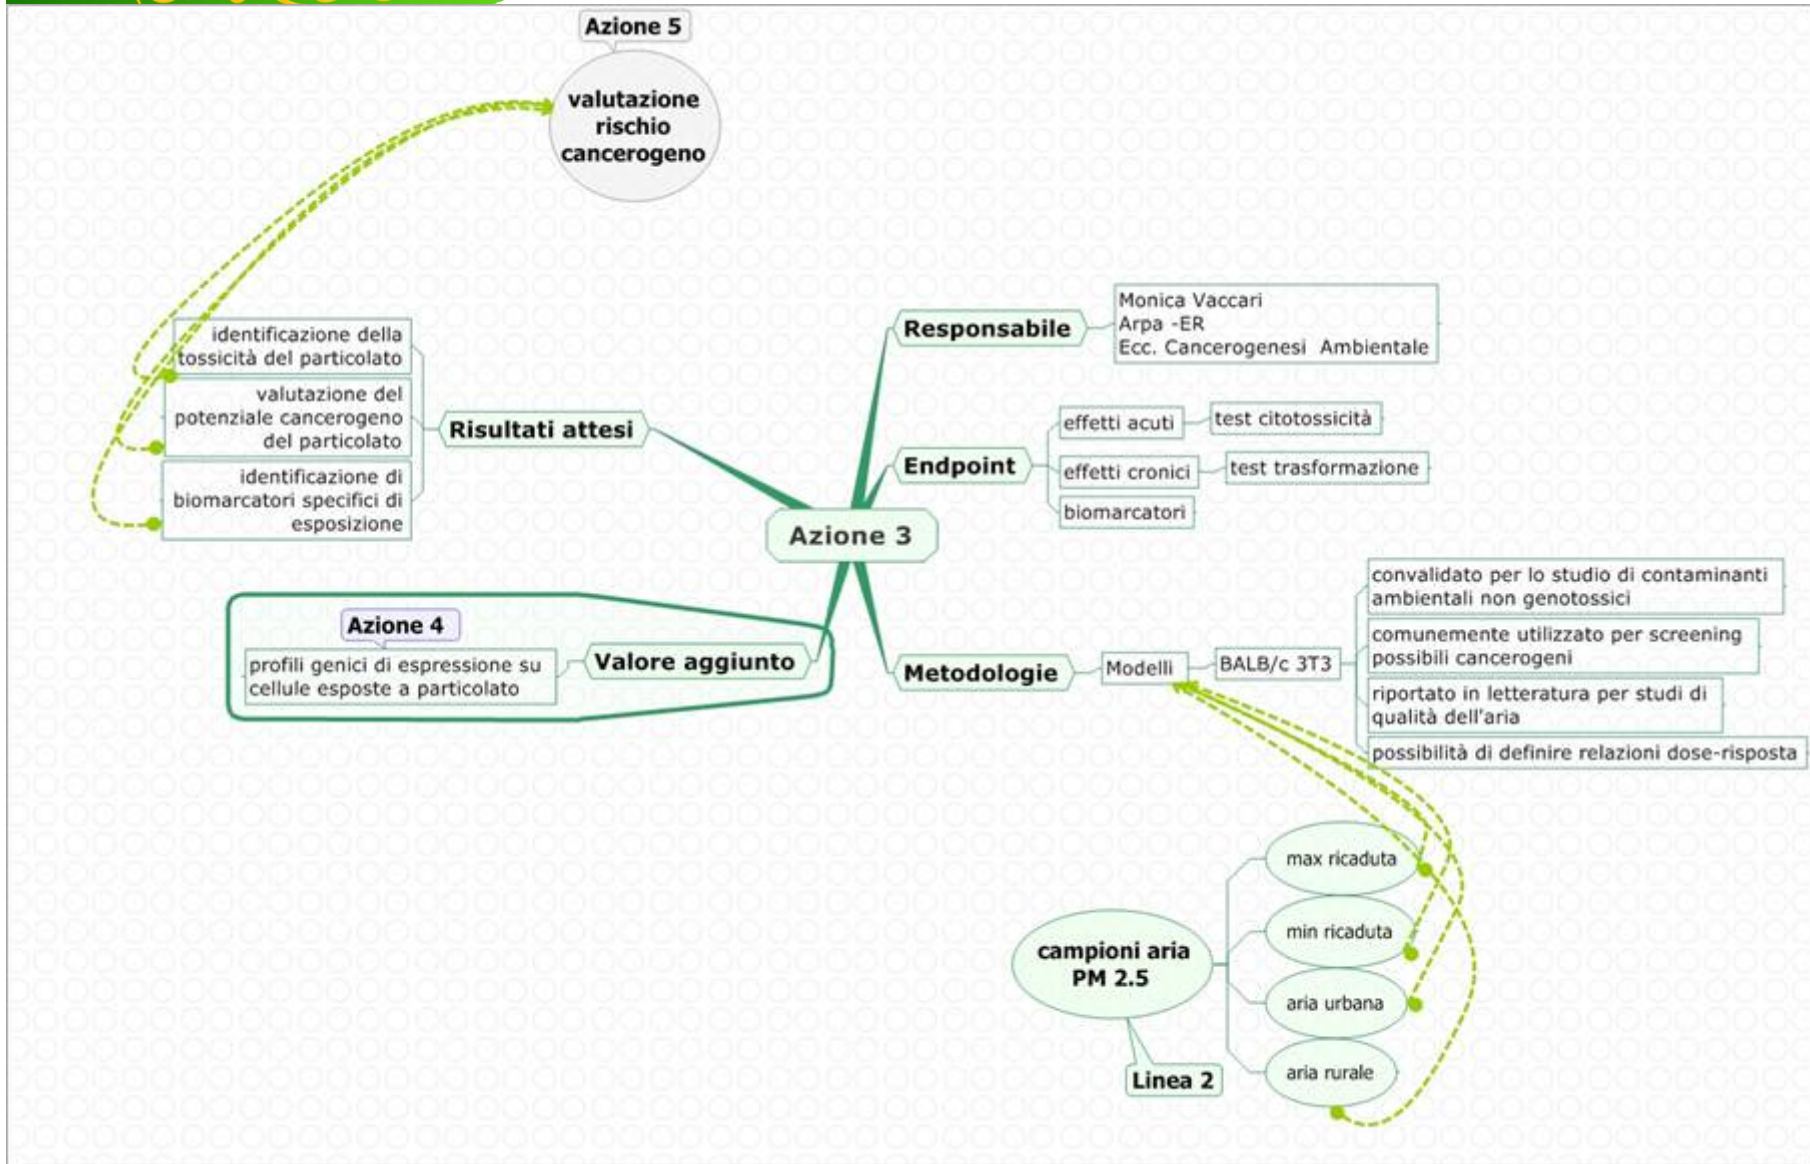 Azione 5
valutazione
rischio
cancerogeno
identificazione della
tossicità del particolato
valutazione del
potenziale cancerogeno
del particolato
identificazione di
biomarcatori specifici di
esposizione
Risultati attesi
Azione 3
Responsabile
Monica Vaccari
Arpa -ER
Ecc. Cancerogenesi Ambientale
Endpoint
effetti acuti
test citotossicità
effetti cronici
test trasformazione
biomarcatori
Azione 4
profili genici di espressione su
cellule esposte a particolato
Valore aggiunto
Metodologie
Modelli
BALB/c 3T3
convalidato per lo studio di contaminanti
ambientali non genotossici
comunemente utilizzato per screening
possibili cancerogeni
riportato in letteratura per studi di
qualità dell'aria
possibilità di definire relazioni dose-risposta
campioni aria
PM 2.5
Linea 2
max ricaduta
min ricaduta
aria urbana
aria rurale